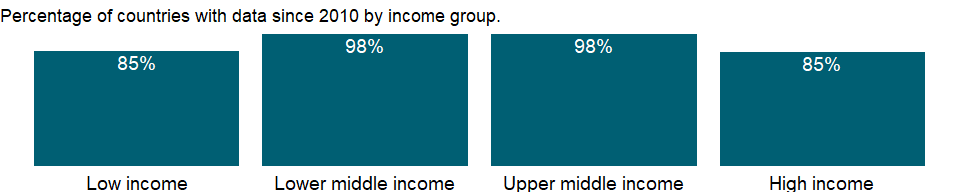 Percentage of countries with data since 2010 by income group.
85%
98%
98%
85%
Low income
Lower middle income
Upper middle income
High income